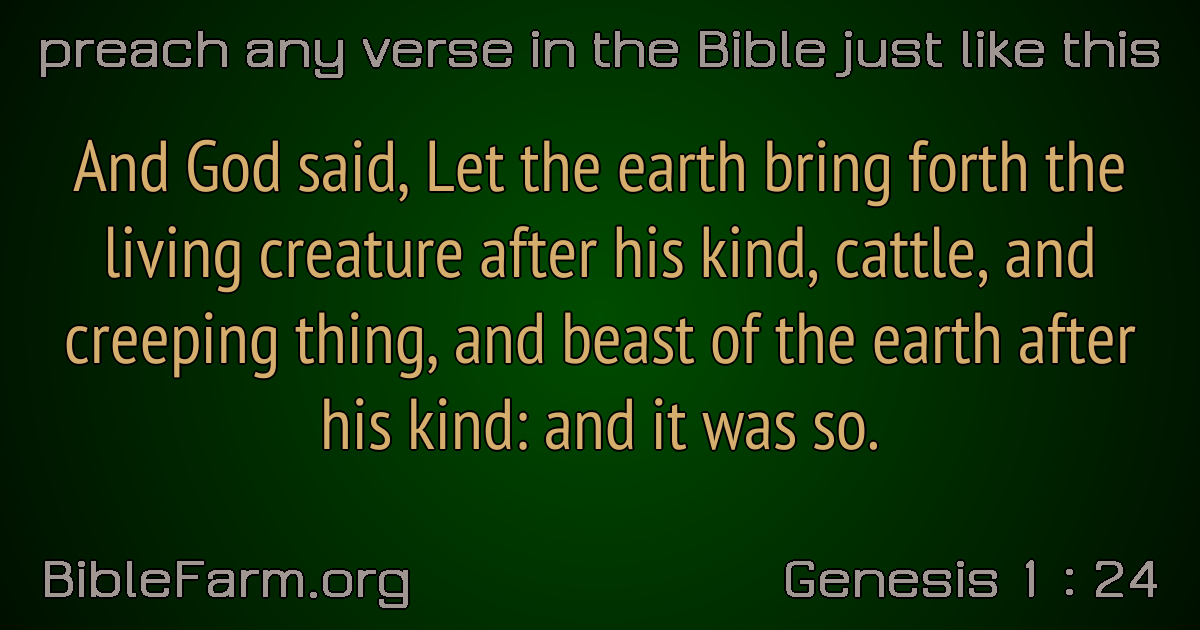 preach any verse in the Bible just like this
And God said, Let the earth bring forth the
living creature after his kind, cattle, and
creeping thing, and beast of the earth after
his kind: and it was so.
BibleFarm.org
Genesis 1 : 24